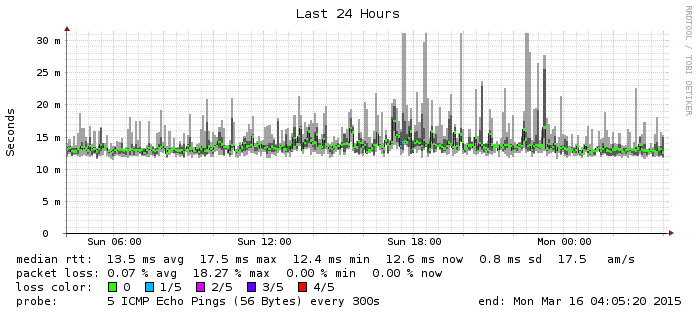 Last 24 Hours
RRDTOOL / TOBI OETIKER
Seconds
30 m
25 m
20 m
15 m
10 m
5 m
0
Sun 06:00 Sun 12:00 Sun 18:00 Mon 00:00
median rtt: 13.5 ms avg 17.5 ms max 12.4 ms min 12.6 ms now 0.8 ms sd 17.5 am/s
packet loss: 0.07 % avg 18.27 % max 0.00 % min 0.00 % now
loss color: 0 1/5 2/5 3/5 4/5
probe: 5 ICMP Echo Pings (56 Bytes) every 300s end: Mon Mar 16 04:05:20 2015